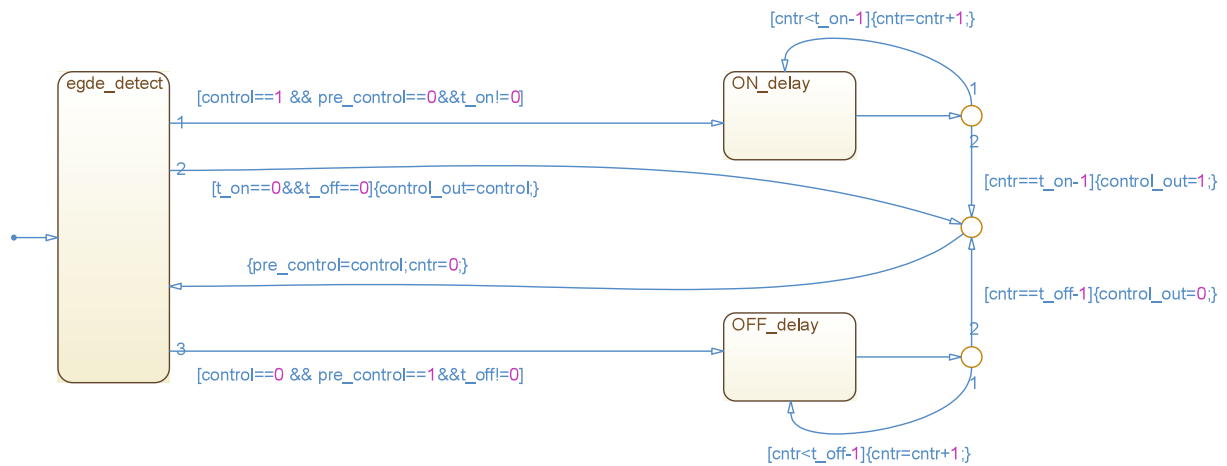 [cntr<t_on-1]{cntr=cntr+1;}
egde_detect
ON_delay
[control==1 && pre_control==0&&t_on!=0]
1
1
2
2
[t_on==0&&t_off==0]{control_out=control;}
[cntr==t_on-1]{control_out=1;}
{pre_control=control;cntr=0;}
[cntr==t_off-1]{control_out=0;}
OFF_delay
2
3
[control==0 && pre_control==1&&t_off!=0]
1
[cntr<t_off-1]{cntr=cntr+1;}